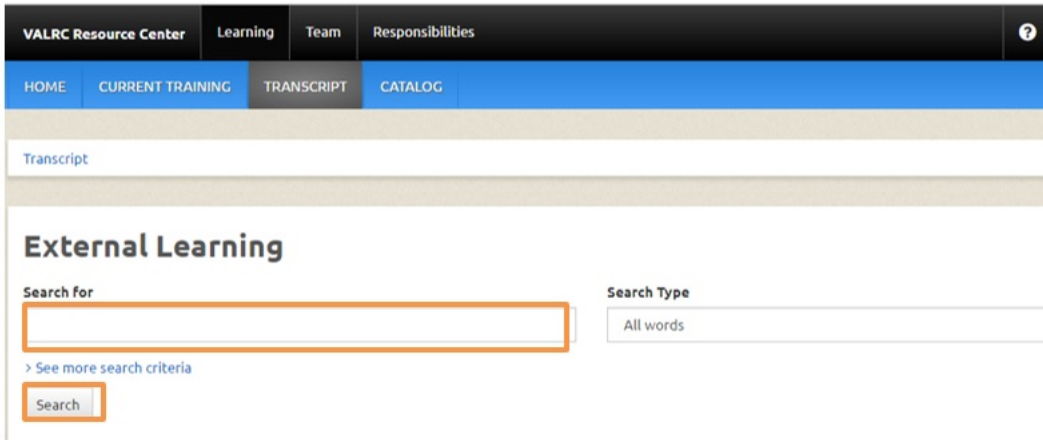 VALRC Resource Center Learning Team Responsibilities ?
HOME CURRENT TRAINING TRANSCRIPT CATALOG
Transcript
External Learning
Search for Search Type
All words
> See more search criteria
Search